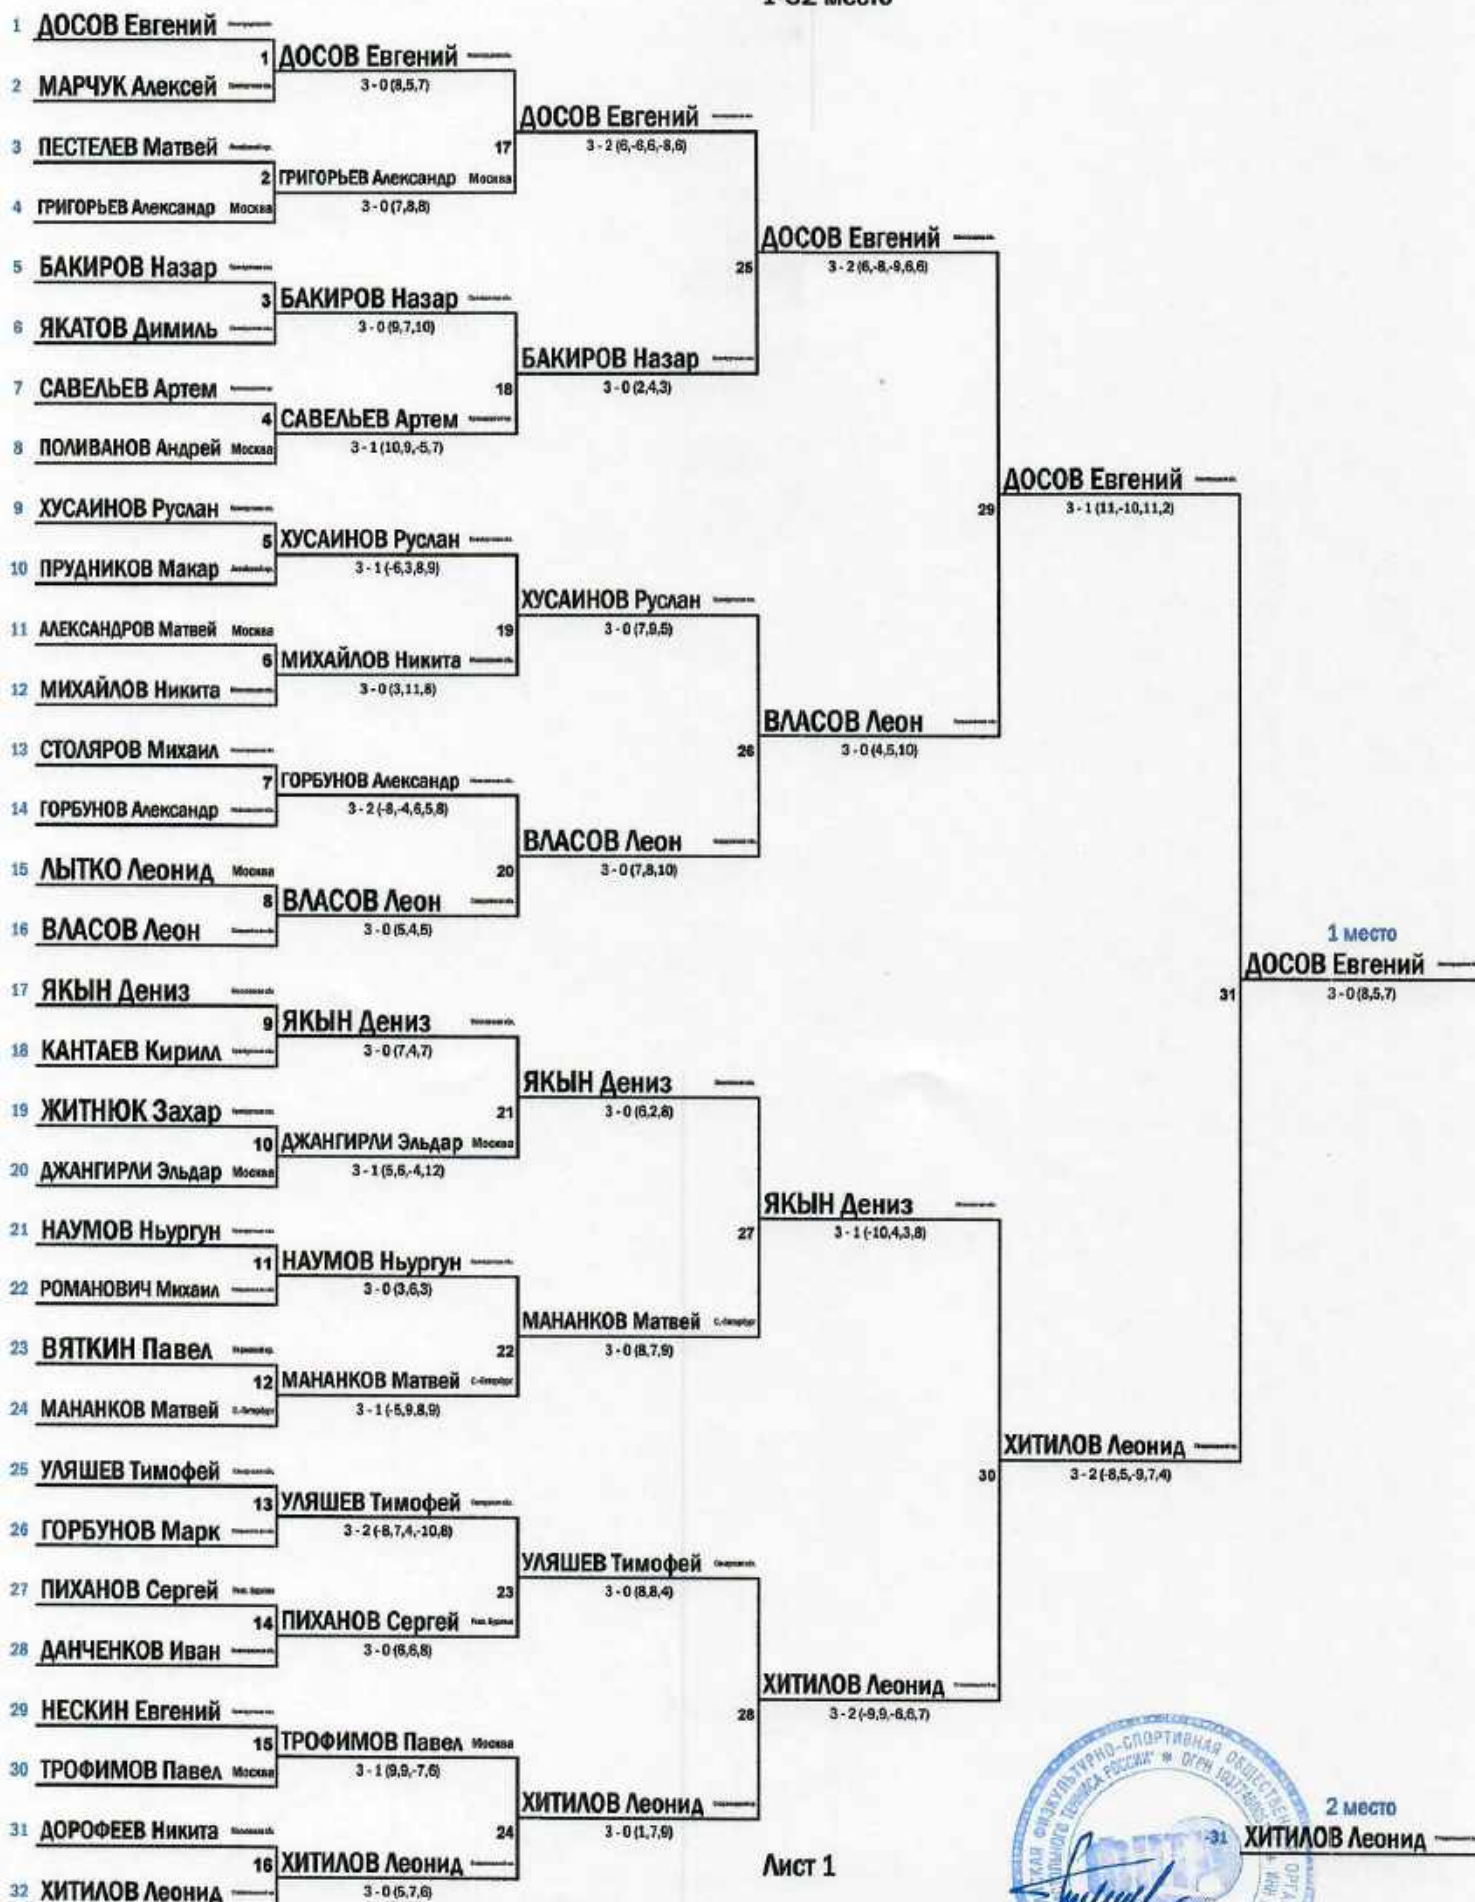 1-32 место
1 ДОСОВ Евгений
1 ДОСОВ Евгений
2 МАРЧУК Алексей
3 - 0 (8,5,7)
ДОСОВ Евгений
3 ПЕСТЕЛЕВ Матвей
17
3 - 2 (6,-6,6,-8,6)
2 ГРИГОРЬЕВ Александр Москва
4 ГРИГОРЬЕВ Александр Москва
3 - 0 (7,8,8)
ДОСОВ Евгений
5 БАКИРОВ Назар
25
3 - 2 (6,-8,-9,6,6)
3 БАКИРОВ Назар
6 ЯКАТОВ Димиль
3 - 0 (9,7,10)
БАКИРОВ Назар
7 САВЕЛЬЕВ Артем
18
3 - 0 (2,4,3)
4 САВЕЛЬЕВ Артем
8 ПОЛИВАНОВ Андрей Москва
3 - 1 (10,9,-5,7)
ДОСОВ Евгений
9 ХУСАИНОВ Руслан
29
3 - 1 (11,-10,11,2)
5 ХУСАИНОВ Руслан
10 ПРУДНИКОВ Макар
3 - 1 (-6,3,8,9)
ХУСАИНОВ Руслан
11 АЛЕКСАНДРОВ Матвей Москва
19
3 - 0 (7,9,5)
6 МИХАЙЛОВ Никита
12 МИХАЙЛОВ Никита
3 - 0 (3,11,8)
ВЛАСОВ Леон
13 СТОЛЯРОВ Михаил
26
3 - 0 (4,5,10)
7 ГОРБУНОВ Александр
14 ГОРБУНОВ Александр
3 - 2 (-8,-4,6,5,8)
ВЛАСОВ Леон
15 ЛЫТКО Леонид Москва
20
3 - 0 (7,8,10)
8 ВЛАСОВ Леон
16 ВЛАСОВ Леон
3 - 0 (5,4,5)
1 место
ДОСОВ Евгений
17 ЯКЫН Дениз
31
3 - 0 (8,5,7)
9 ЯКЫН Дениз
18 КАНТАЕВ Кирилл
3 - 0 (7,4,7)
ЯКЫН Дениз
19 ЖИТНЮК Захар
21
3 - 0 (6,2,8)
10 ДЖАНГИРЛИ Эльдар Москва
20 ДЖАНГИРЛИ Эльдар Москва
3 - 1 (5,6,-4,12)
ЯКЫН Дениз
21 НАУМОВ Ньургун
27
3 - 1 (-10,4,3,8)
11 НАУМОВ Ньургун
22 РОМАНОВИЧ Михаил
3 - 0 (3,6,3)
МАНАНКОВ Матвей С.-Петербург
23 ВЯТКИН Павел
22
3 - 0 (8,7,9)
12 МАНАНКОВ Матвей С.-Петербург
24 МАНАНКОВ Матвей С.-Петербург
3 - 1 (-5,9,8,9)
ХИТИЛОВ Леонид
25 УЛЯШЕВ Тимофей
30
3 - 2 (-8,5,-9,7,4)
13 УЛЯШЕВ Тимофей
26 ГОРБУНОВ Марк
3 - 2 (-8,7,4,-10,8)
УЛЯШЕВ Тимофей
27 ПИХАНОВ Сергей
23
3 - 0 (8,8,4)
14 ПИХАНОВ Сергей
28 ДАНЧЕНКОВ Иван
3 - 0 (6,6,8)
ХИТИЛОВ Леонид
29 НЕСКИН Евгений
28
3 - 2 (-9,9,-6,6,7)
15 ТРОФИМОВ Павел Москва
30 ТРОФИМОВ Павел Москва
3 - 1 (9,9,-7,6)
ХИТИЛОВ Леонид
2 место
31 ДОРОФЕЕВ Никита
24
3 - 0 (1,7,9)
-31 ХИТИЛОВ Леонид
16 ХИТИЛОВ Леонид
Лист 1
32 ХИТИЛОВ Леонид
3 - 0 (5,7,6)